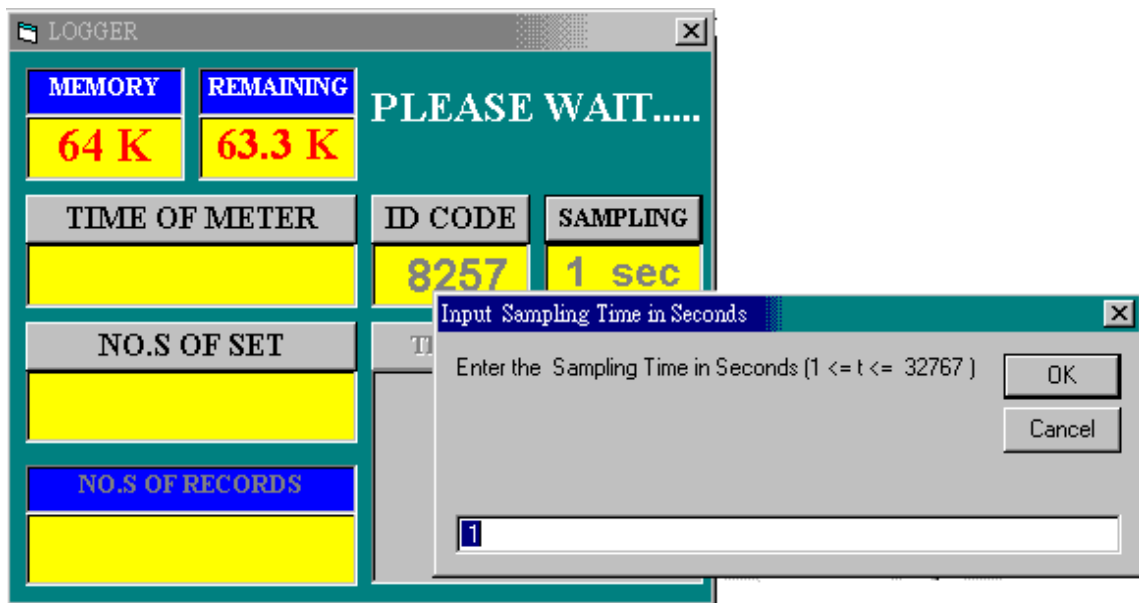 LOGGER
MEMORY
REMAINING
PLEASE WAIT.....
64 K
63.3 K
TIME OF METER
ID CODE
SAMPLING
8257
1 sec
NO.S OF SET
NO.S OF RECORDS
Input Sampling Time in Seconds
Enter the Sampling Time in Seconds (1 <= t <= 32767 )
OK
Cancel
1